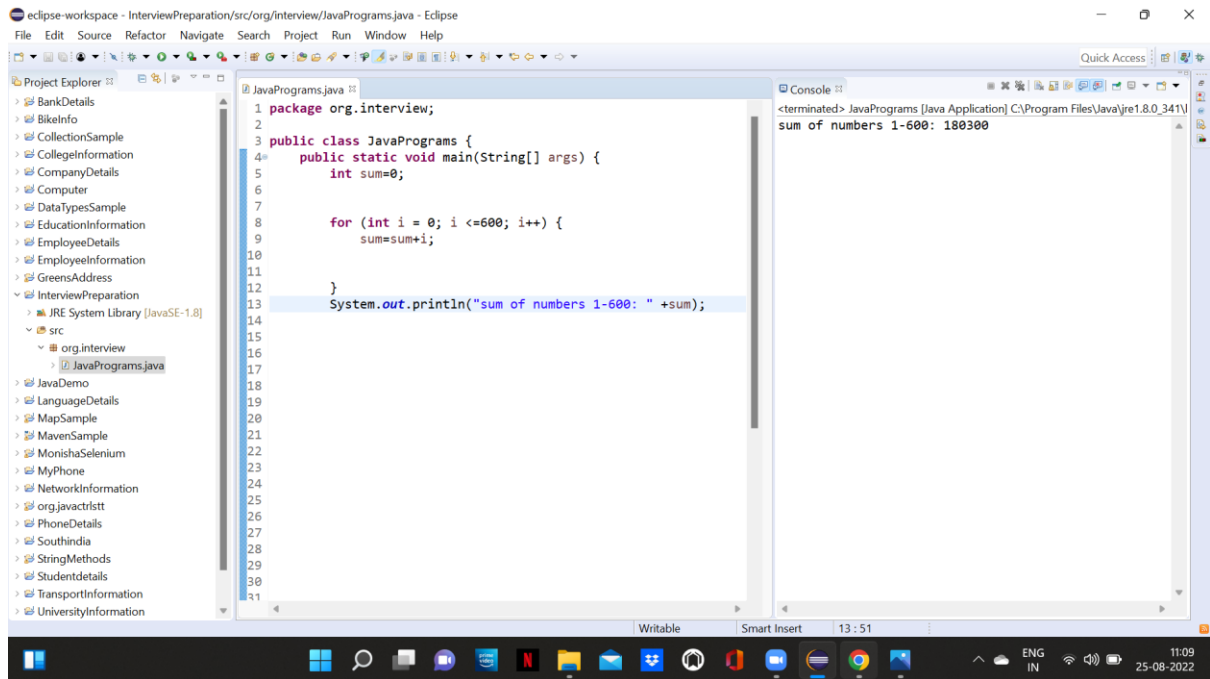 eclipse-workspace - InterviewPreparation/src/org/interview/JavaPrograms.java - Eclipse
File Edit Source Refactor Navigate Search Project Run Window Help
Quick Access
Project Explorer
BankDetails
BikeInfo
CollectionSample
CollegeInformation
CompanyDetails
Computer
DataTypesSample
EducationInformation
EmployeeDetails
EmployeeInformation
GreensAddress
InterviewPreparation
JRE System Library [JavaSE-1.8]
src
org.interview
JavaPrograms.java
JavaDemo
LanguageDetails
MapSample
MavenSample
MonishaSelenium
MyPhone
NetworkInformation
org.javactrlstt
PhoneDetails
Southindia
StringMethods
Studentdetails
TransportInformation
UniversityInformation
JavaPrograms.java
1 package org.interview;
2
3 public class JavaPrograms {
4 public static void main(String[] args) {
5 int sum=0;
6
7
8 for (int i = 0; i <=600; i++) {
9 sum=sum+i;
10
11
12 }
13 System.out.println("sum of numbers 1-600: " +sum);
14
15
16
17
18
19
20
21
22
23
24
25
26
27
28
29
30
31
Console
<terminated> JavaPrograms [Java Application] C:\Program Files\Java\jre1.8.0_341\
sum of numbers 1-600: 180300
Writable Smart Insert 13 : 51
prime video
N
ENG
IN
11:09
25-08-2022